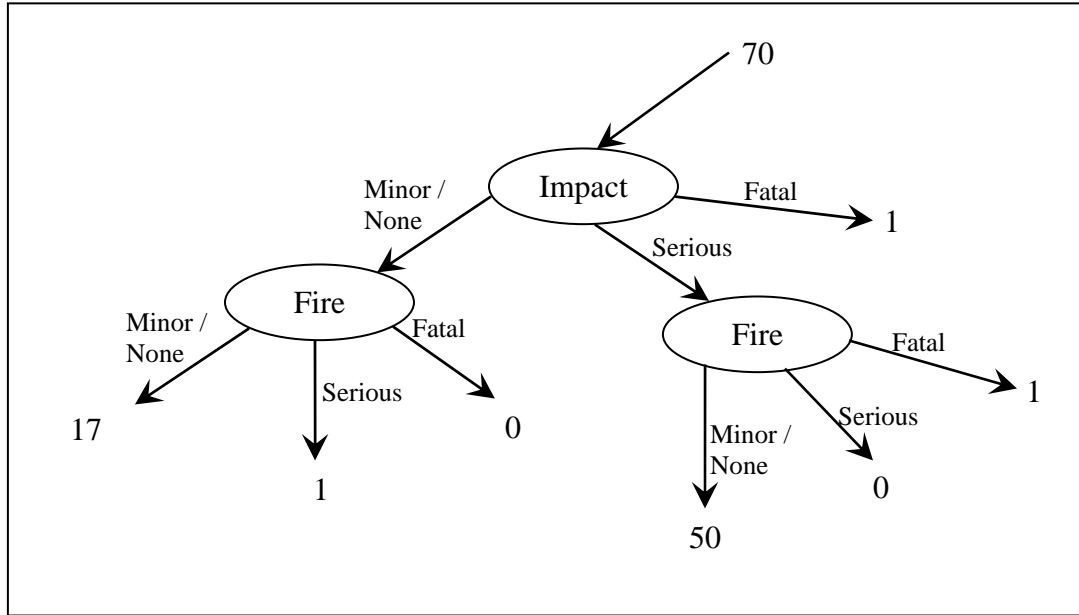 70
Impact
Minor /
None
Fatal
1
Serious
Fire
Minor /
None
Serious
Fatal
17
1
0
Fire
Fatal
1
Serious
Minor /
None
0
50